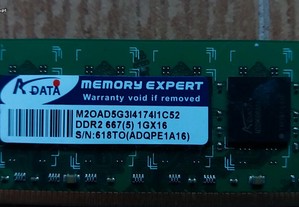 A DATA
MEMORY EXPERT
Warranty void if removed
M2OAD5G3I4174I1C52
DDR2 667(5) 1GX16
S/N:618TO(ADQPE1A16)